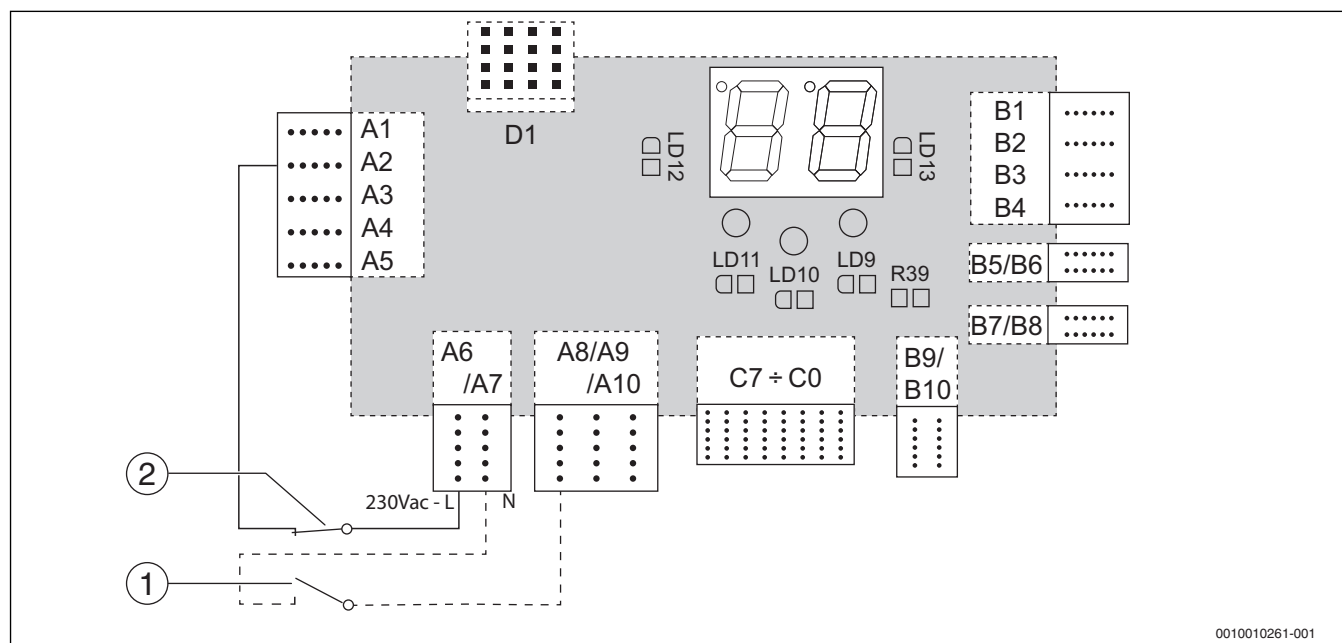 D1
A1
A2
A3
A4
A5
LD12
LD13
B1
B2
B3
B4
LD11
LD10
LD9
R39
B5/B6
B7/B8
A6
/A7
A8/A9
/A10
C7 ÷ C0
B9/
B10
2
230Vac - L
N
1
0010010261-001